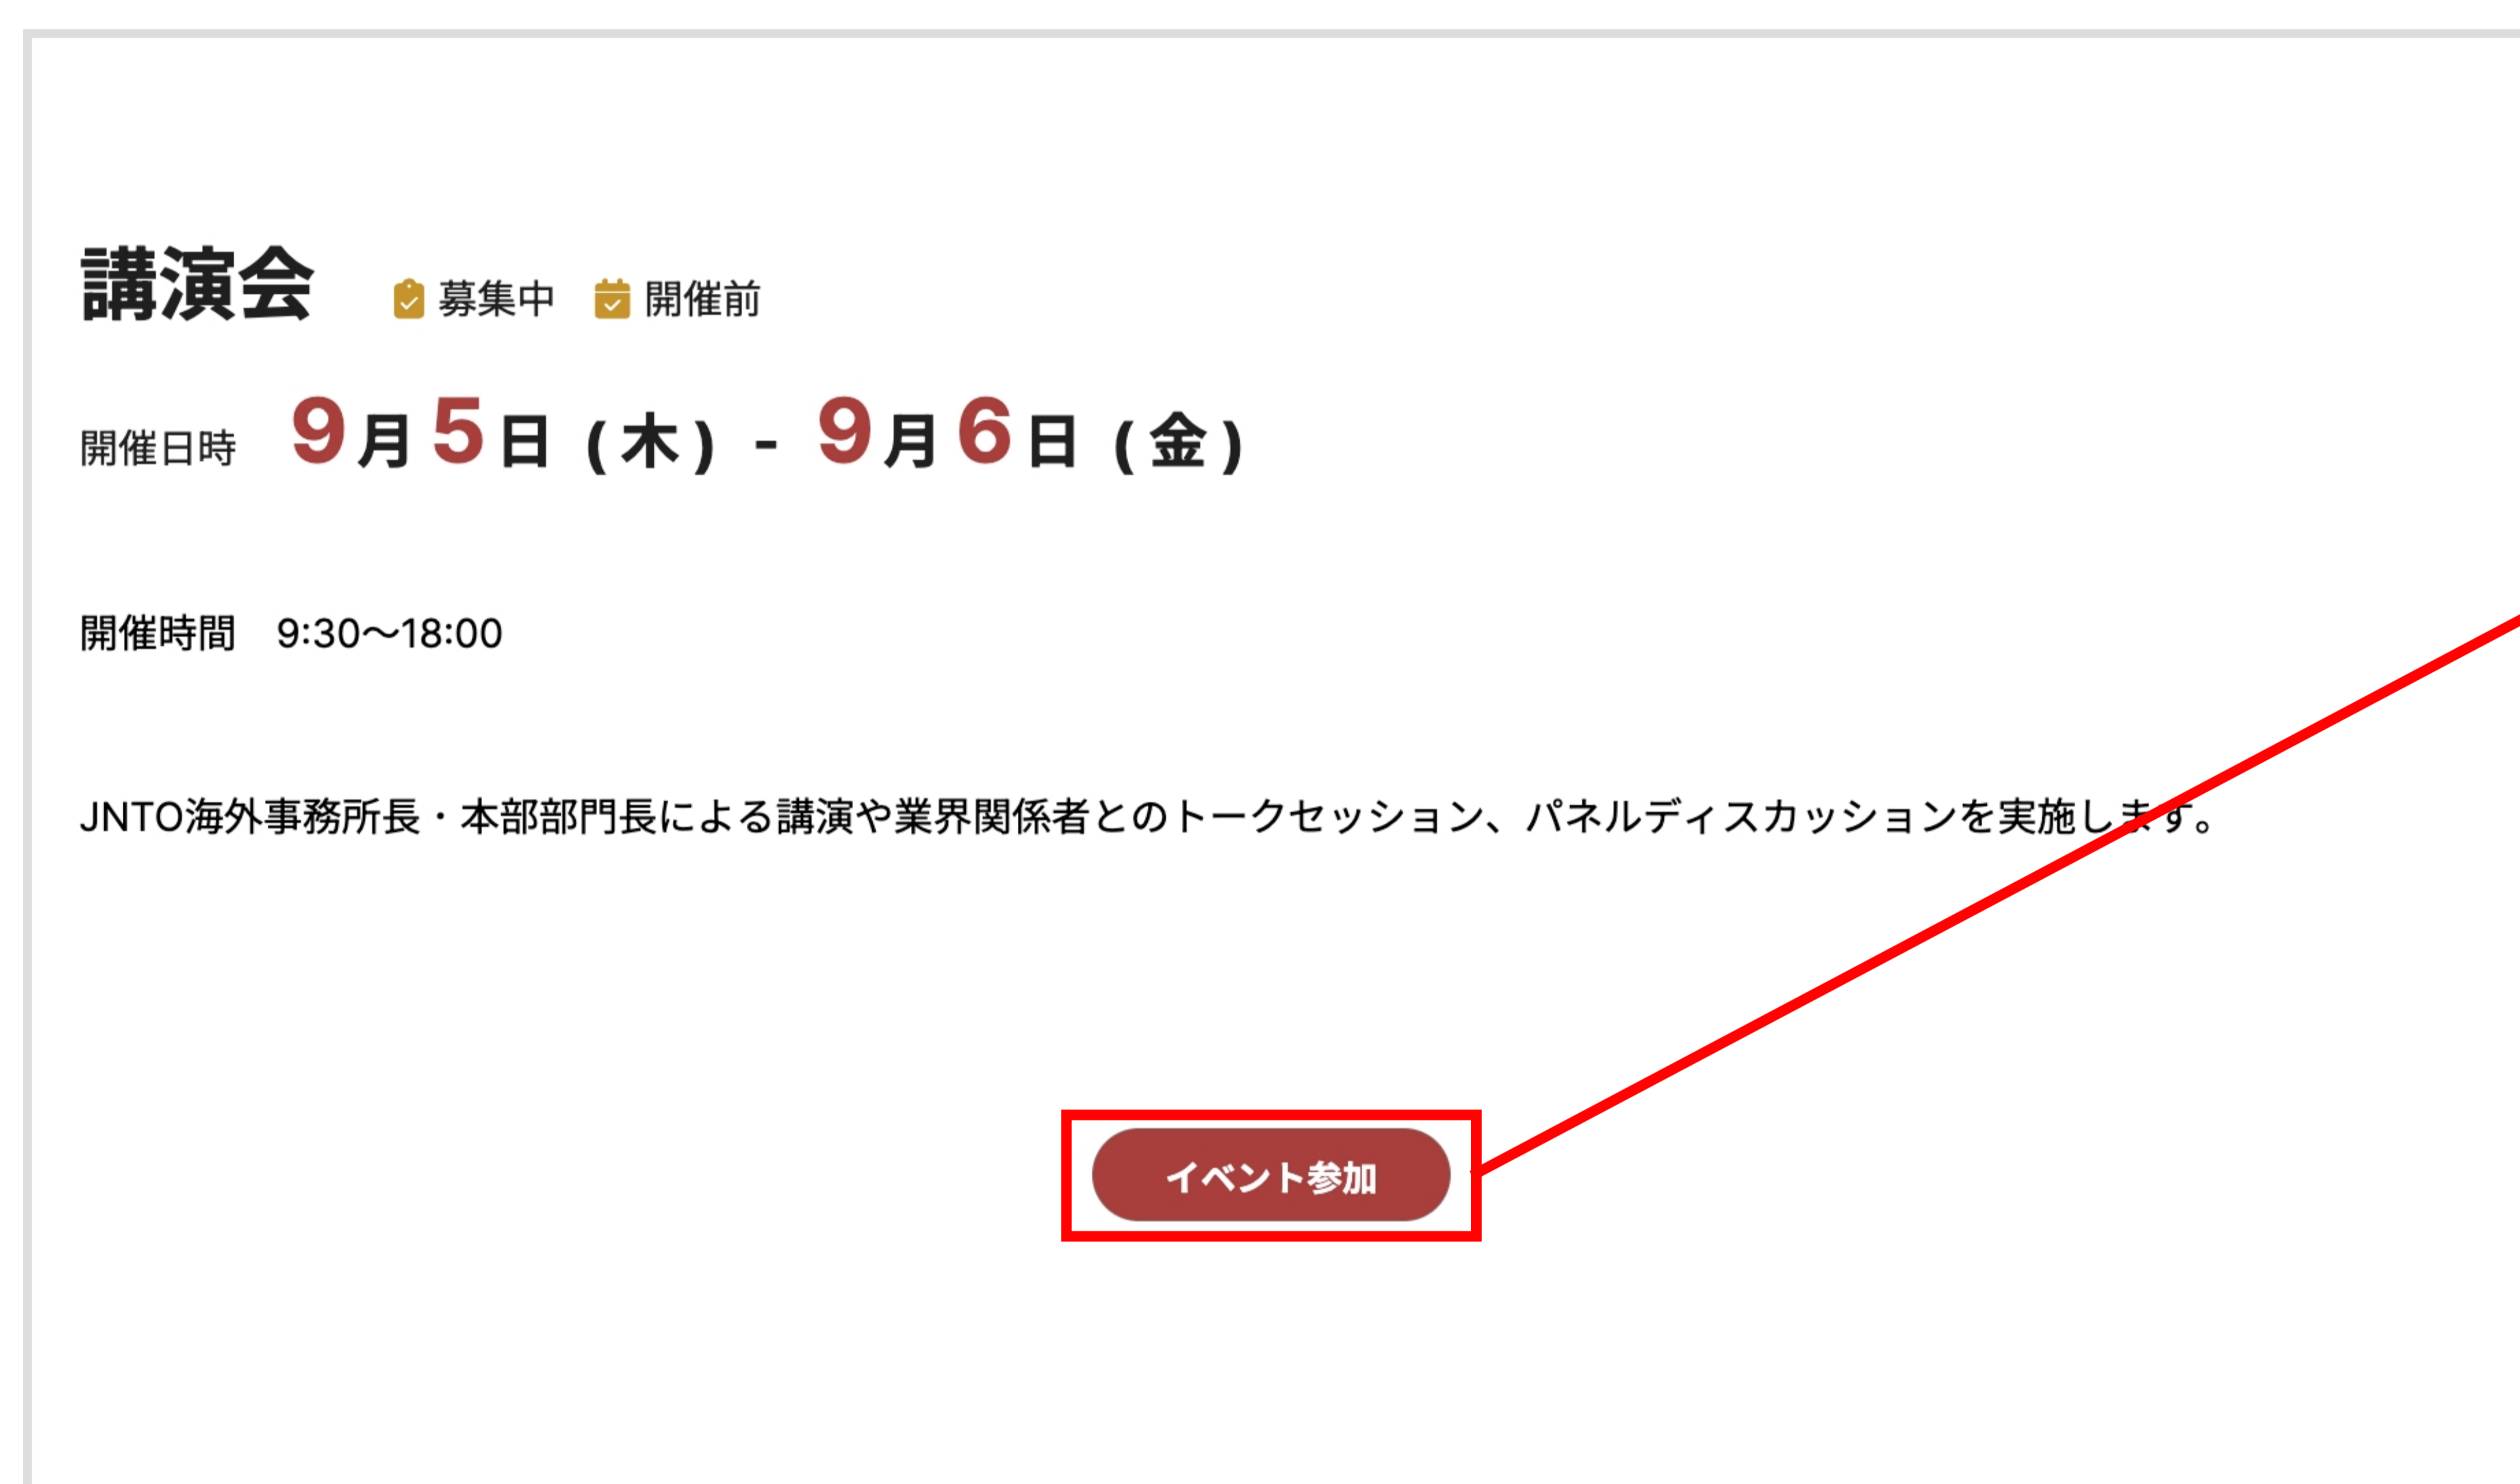 講演会 募集中 開催前
開催日時 9月5日 (木) - 9月6日 (金)
開催時間 9:30〜18:00
JNTO海外事務所長・本部部門長による講演や業界関係者とのトークセッション、パネルディスカッションを実施します。
イベント参加